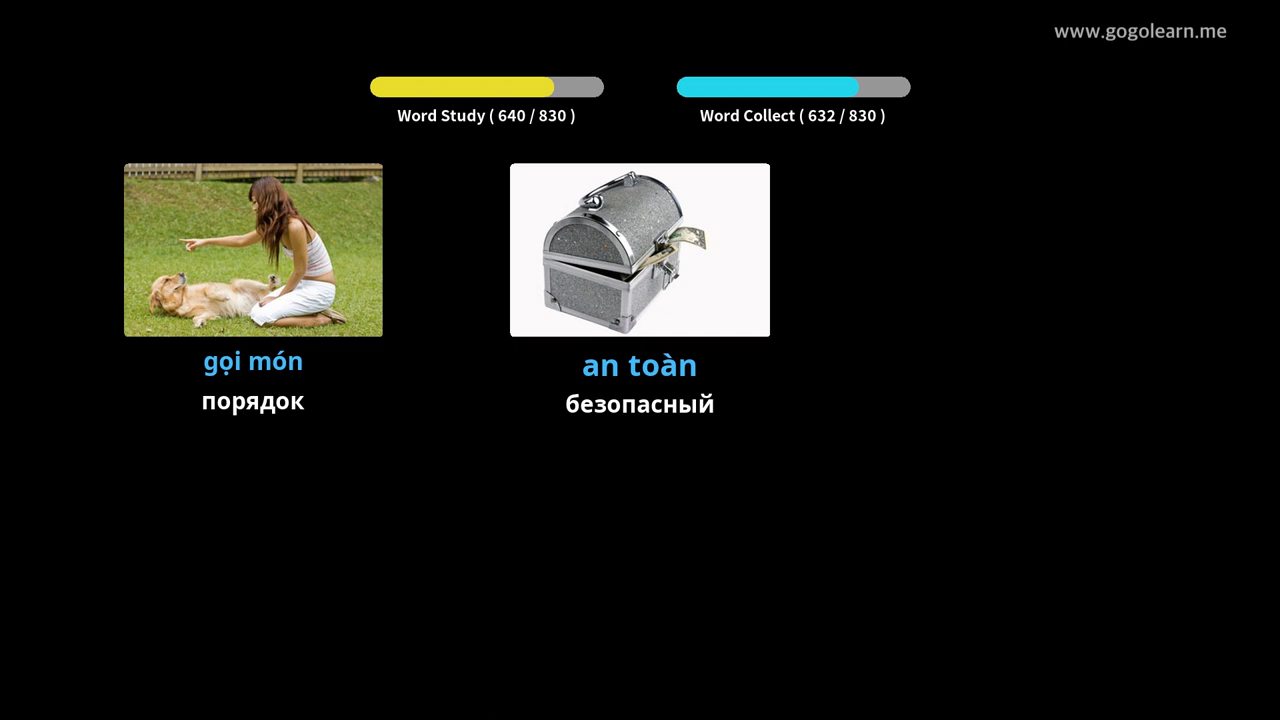 www.gogolearn.me
Word Study ( 640 / 830 )
Word Collect ( 632 / 830 )
gọi món
порядок
an toàn
безопасный